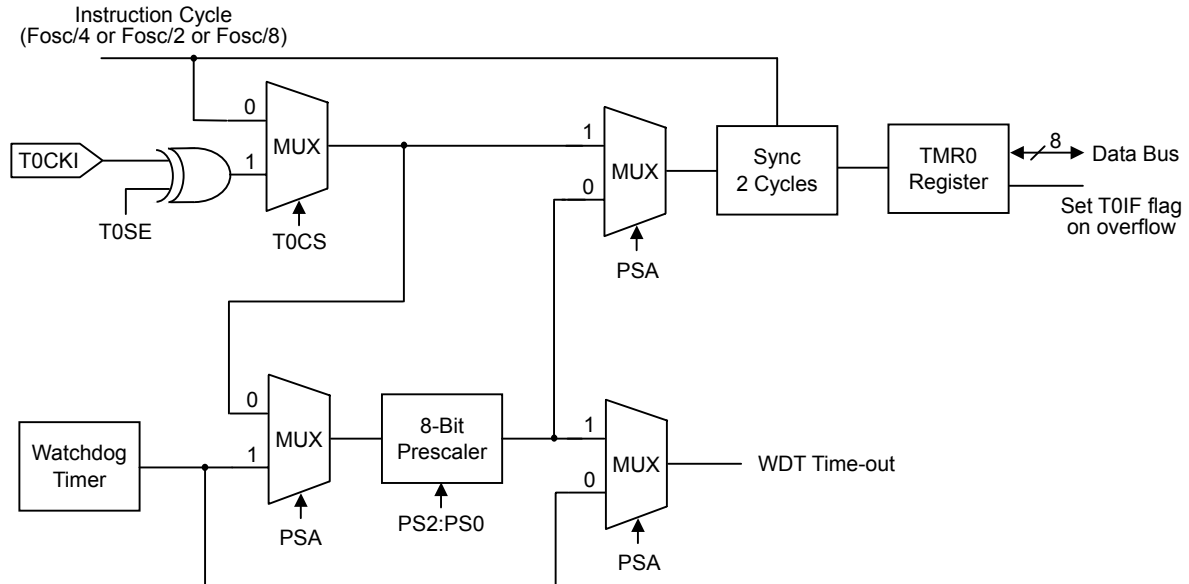 Instruction Cycle
(Fosc/4 or Fosc/2 or Fosc/8)
0
MUX
T0CKI
1
T0SE
T0CS
1
MUX
0
PSA
Sync
2 Cycles
TMR0
Register
8
Data Bus
Set T0IF flag
on overflow
0
MUX
1
Watchdog
Timer
PSA
8-Bit
Prescaler
PS2:PS0
1
MUX
0
PSA
WDT Time-out